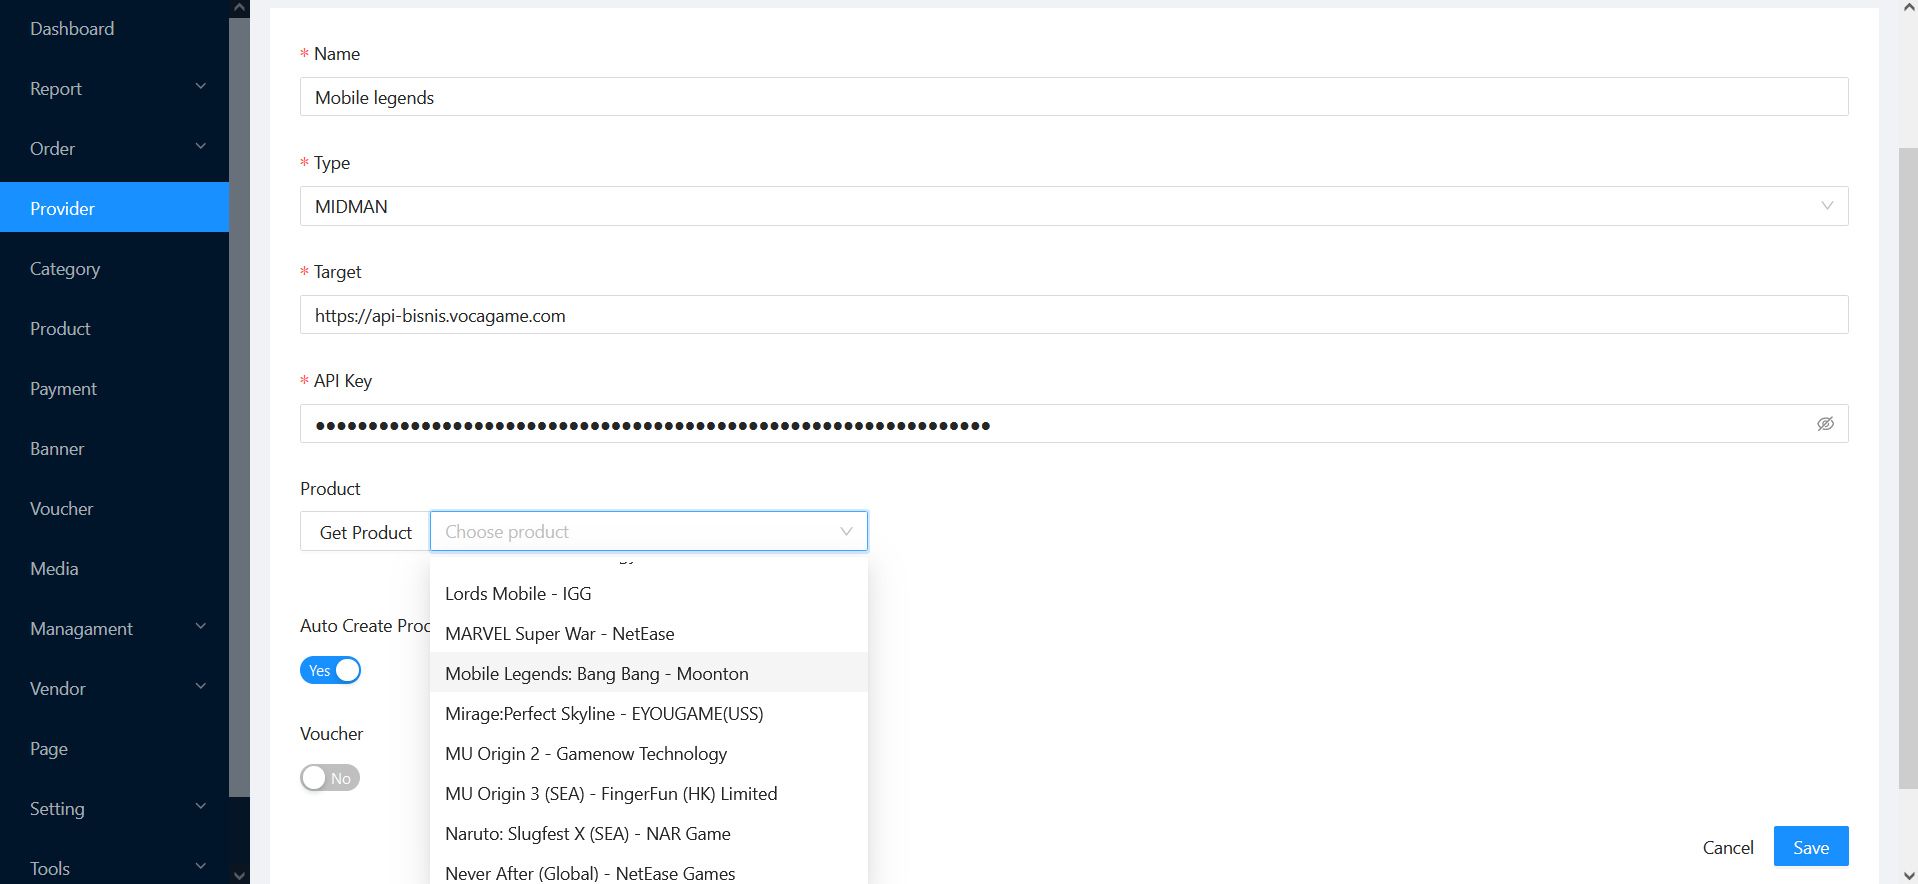 Dashboard
Report
Order
Provider
Category
Product
Payment
Banner
Voucher
Media
Managament
Vendor
Page
Setting
Tools
* Name
Mobile legends
* Type
MIDMAN
* Target
https://api-bisnis.vocagame.com
* API Key
Product
Get Product
Choose product
Lords Mobile - IGG
MARVEL Super War - NetEase
Mobile Legends: Bang Bang - Moonton
Mirage:Perfect Skyline - EYOUGAME(USS)
MU Origin 2 - Gamenow Technology
MU Origin 3 (SEA) - FingerFun (HK) Limited
Naruto: Slugfest X (SEA) - NAR Game
Never After (Global) - NetEase Games
Auto Create
Yes
Voucher
No
Cancel
Save